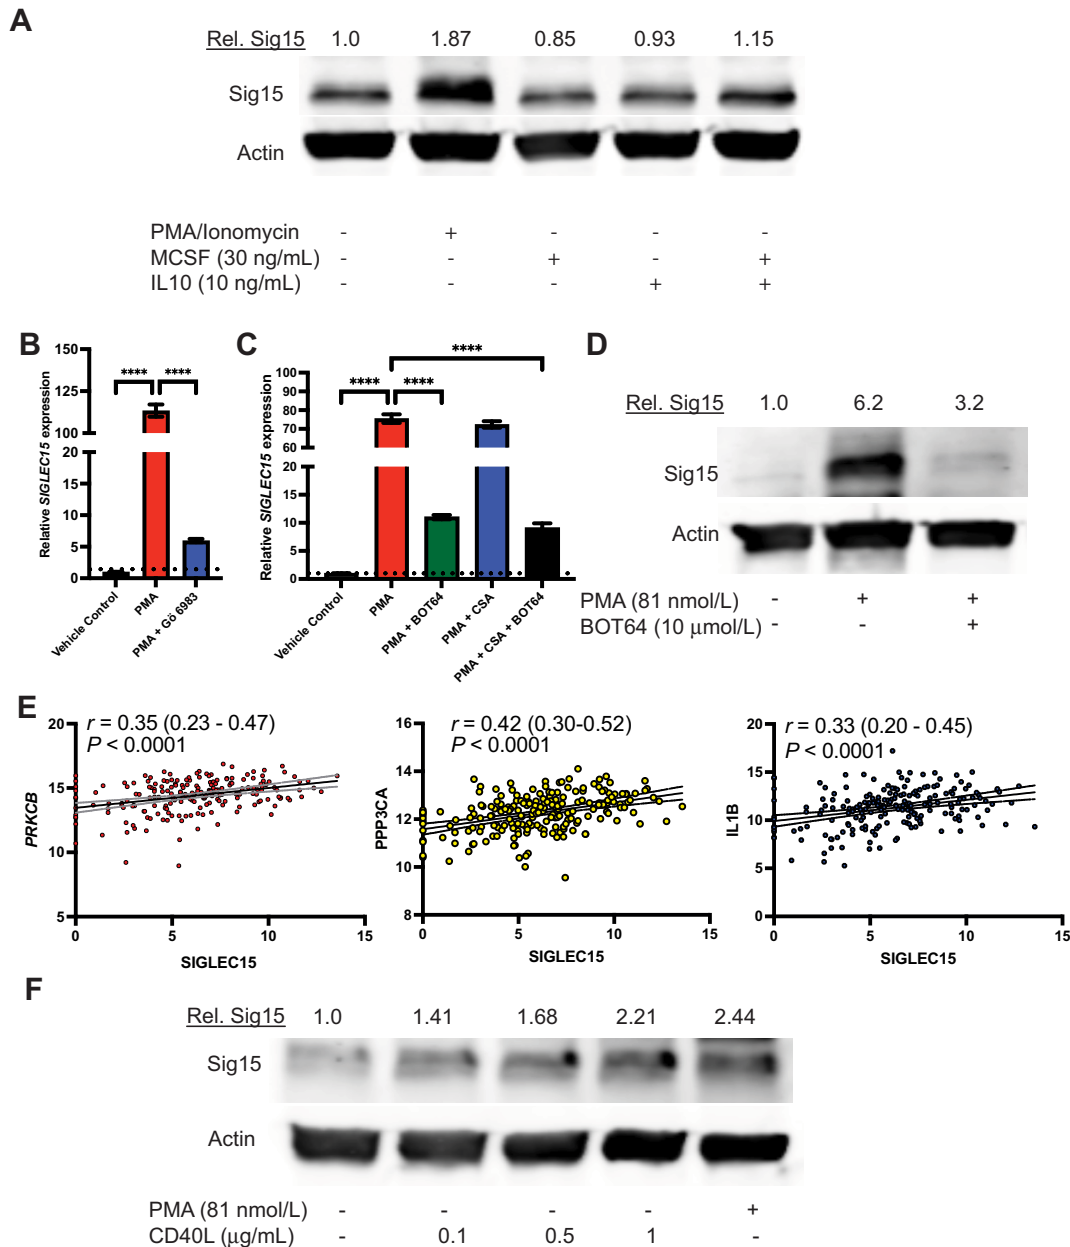 A
Rel. Sig15 1.0 1.87 0.85 0.93 1.15
Sig15
Actin
PMA/Ionomycin - + - - -
MCSF (30 ng/mL) - - + - +
IL10 (10 ng/mL) - - - + +
B
Relative SIGLEC15 expression
150
125
100
20
15
10
5
0
**** ****
Vehicle Control
PMA
PMA + Gö 6983
C
Relative SIGLEC15 expression
100
90
80
70
60
20
15
10
5
0
****
**** ****
Vehicle Control
PMA
PMA + BOT64
PMA + CSA
PMA + CSA + BOT64
D
Rel. Sig15 1.0 6.2 3.2
Sig15
Actin
PMA (81 nmol/L) - + +
BOT64 (10 μmol/L) - - +
E
r = 0.35 (0.23 - 0.47)
P < 0.0001
PRKCB
20
15
10
5
0 5 10 15
SIGLEC15
r = 0.42 (0.30-0.52)
P < 0.0001
PPP3CA
16
14
12
10
8
0 5 10 15
SIGLEC15
r = 0.33 (0.20 - 0.45)
P < 0.0001
IL1B
20
15
10
5
0
0 5 10 15
SIGLEC15
F
Rel. Sig15 1.0 1.41 1.68 2.21 2.44
Sig15
Actin
PMA (81 nmol/L) - - - - +
CD40L (μg/mL) - 0.1 0.5 1 -